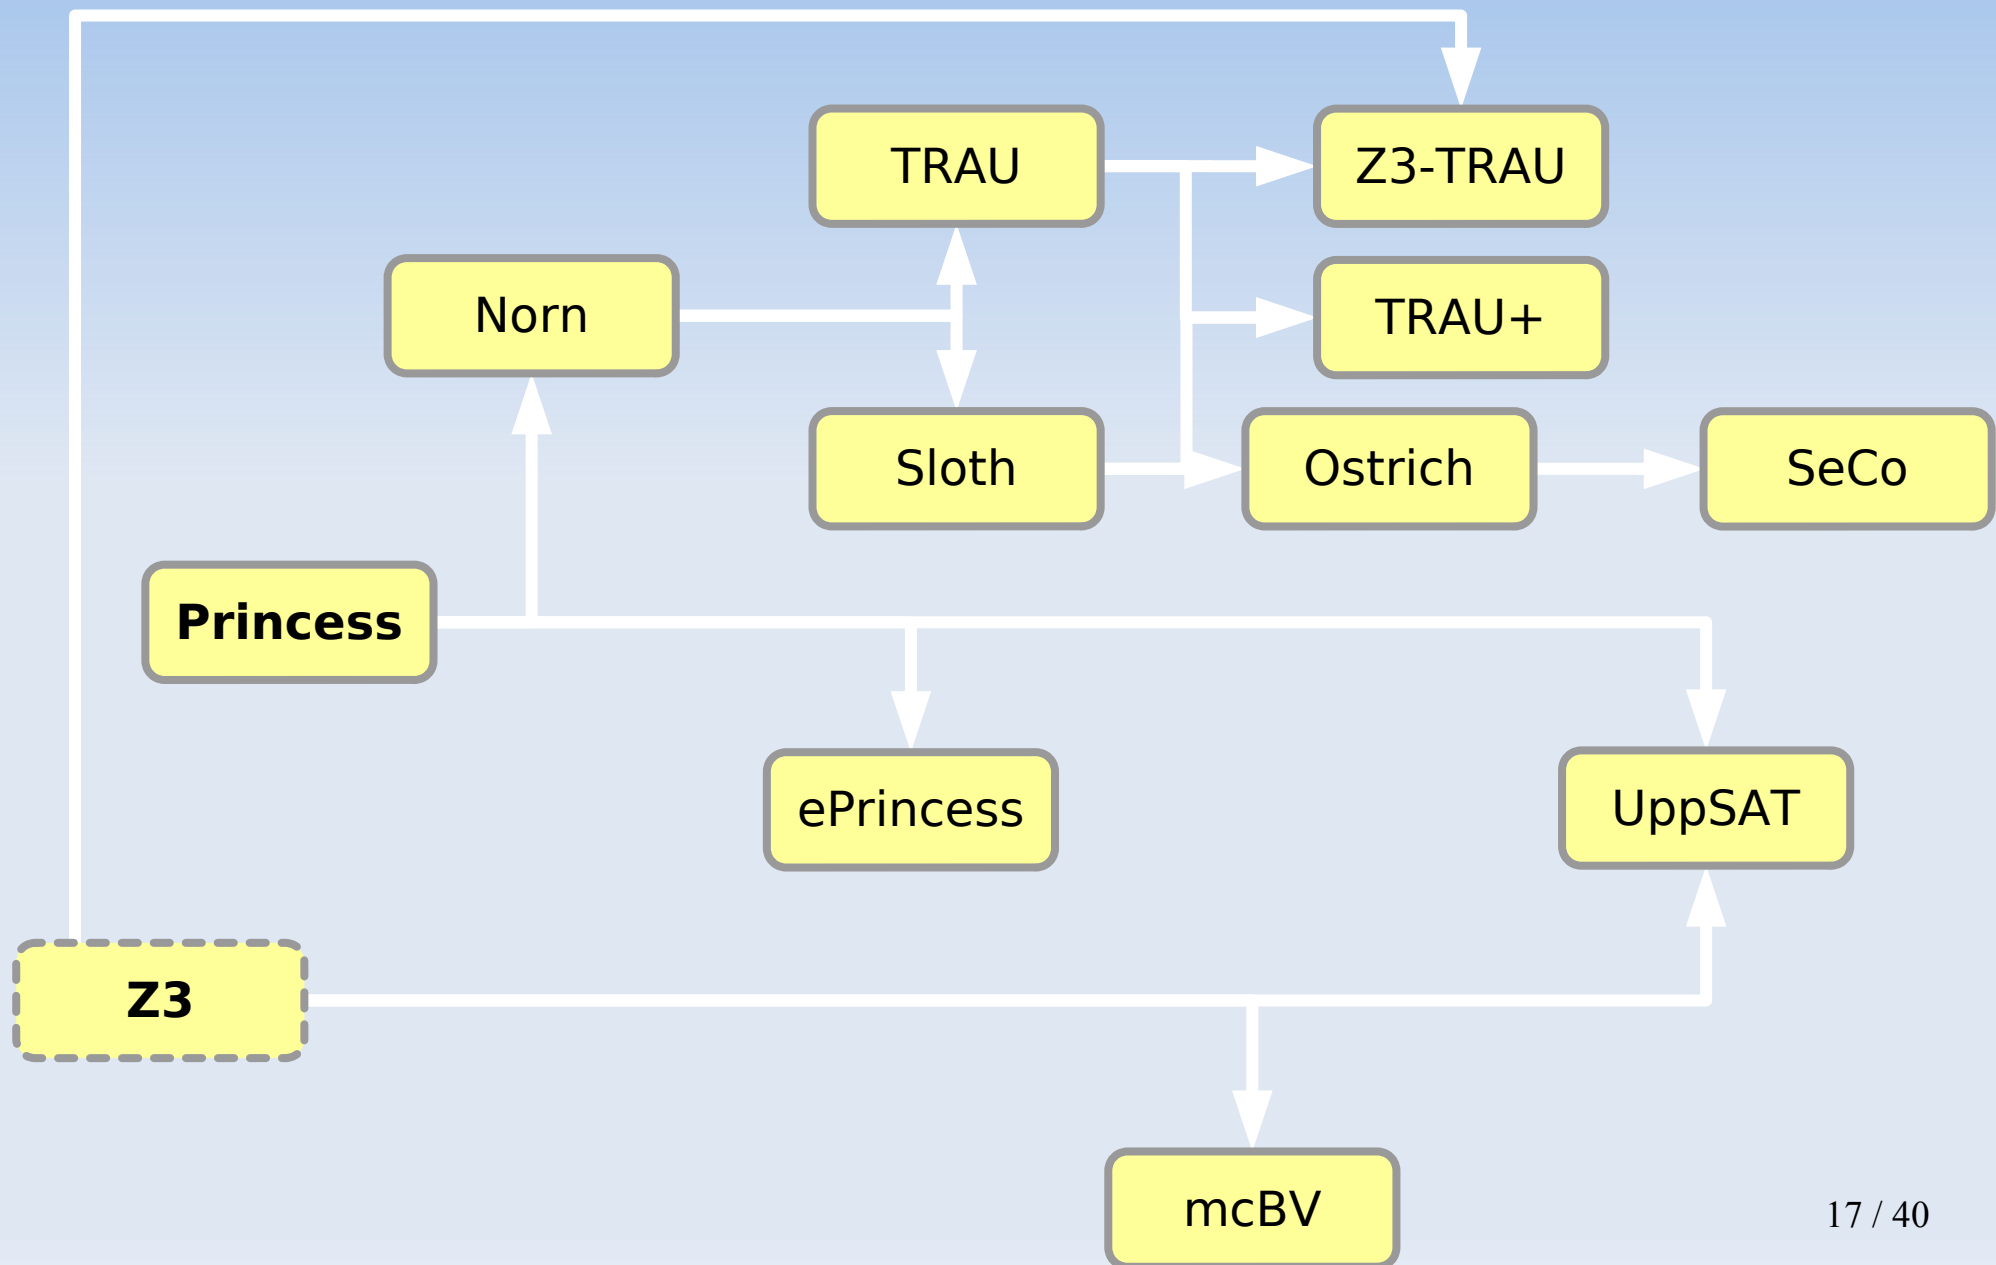 TRAU
Z3-TRAU
Norn
TRAU+
Sloth
Ostrich
SeCo
Princess
ePrincess
UppSAT
Z3
mcBV
17 / 40